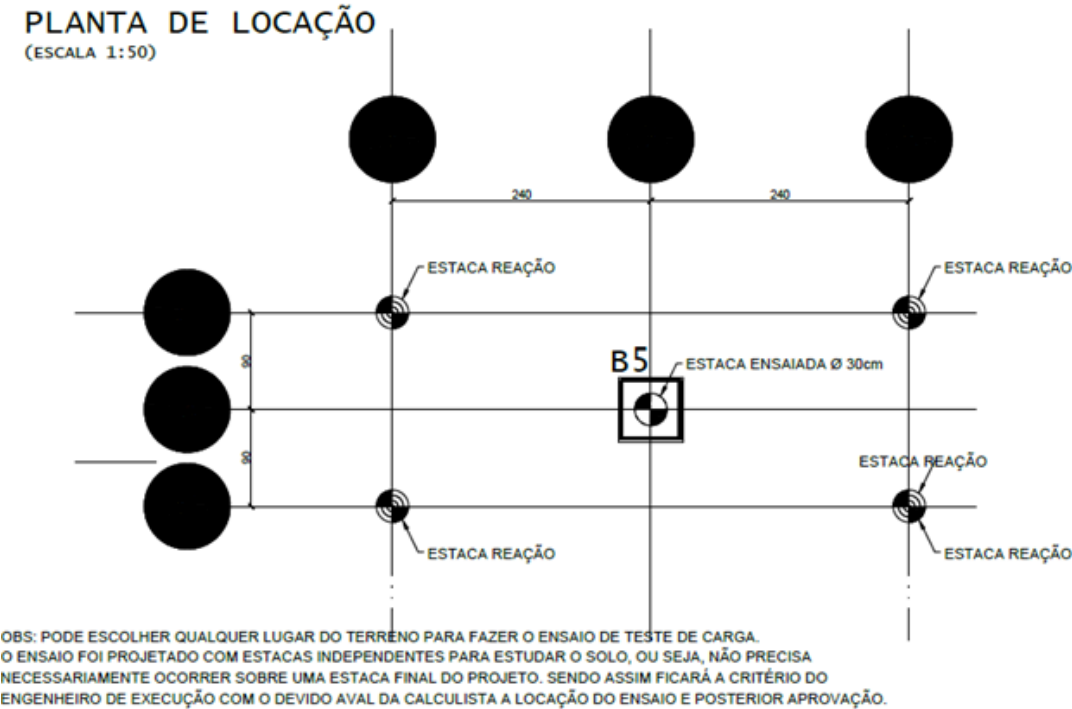 PLANTA DE LOCAÇÃO
(ESCALA 1:50)
240
240
ESTACA REAÇÃO
ESTACA REAÇÃO
90
B5
ESTACA ENSAIADA Ø 30cm
90
ESTACA REAÇÃO
ESTACA REAÇÃO
ESTACA REAÇÃO
OBS: PODE ESCOLHER QUALQUER LUGAR DO TERRENO PARA FAZER O ENSAIO DE TESTE DE CARGA.
O ENSAIO FOI PROJETADO COM ESTACAS INDEPENDENTES PARA ESTUDAR O SOLO, OU SEJA, NÃO PRECISA
NECESSARIAMENTE OCORRER SOBRE UMA ESTACA FINAL DO PROJETO. SENDO ASSIM FICARÁ A CRITÉRIO DO
ENGENHEIRO DE EXECUÇÃO COM O DEVIDO AVAL DA CALCULISTA A LOCAÇÃO DO ENSAIO E POSTERIOR APROVAÇÃO.